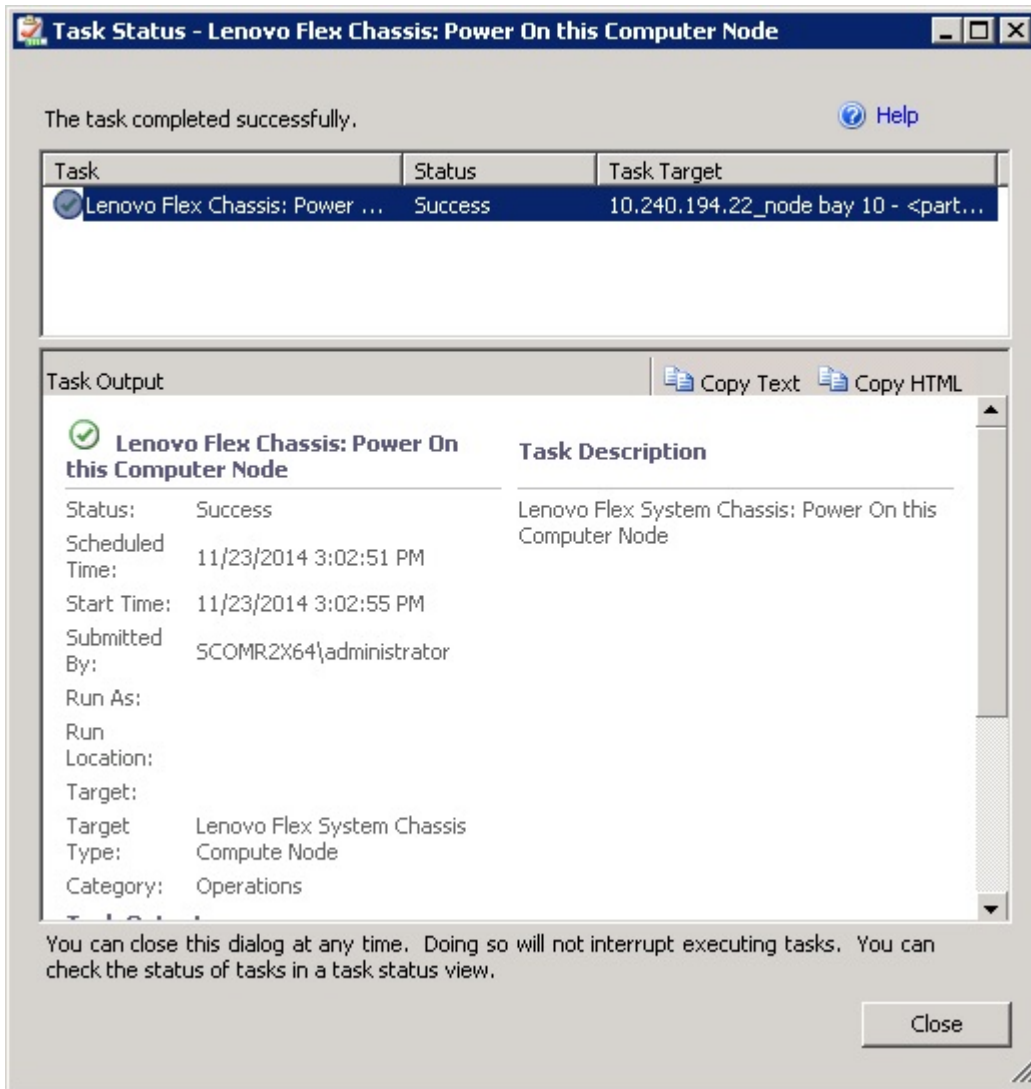 Task Status - Lenovo Flex Chassis: Power On this Computer Node
The task completed successfully.
Help
Task Status Task Target
Lenovo Flex Chassis: Power ... Success 10.240.194.22_node bay 10 - <part...
Task Output
Copy Text Copy HTML
Lenovo Flex Chassis: Power On
this Computer Node
Task Description
Lenovo Flex System Chassis: Power On this
Computer Node
Status: Success
Scheduled
Time:
11/23/2014 3:02:51 PM
Start Time: 11/23/2014 3:02:55 PM
Submitted
By:
SCOMR2X64\administrator
Run As:
Run
Location:
Target:
Target
Type:
Lenovo Flex System Chassis
Compute Node
Category: Operations
You can close this dialog at any time. Doing so will not interrupt executing tasks. You can
check the status of tasks in a task status view.
Close